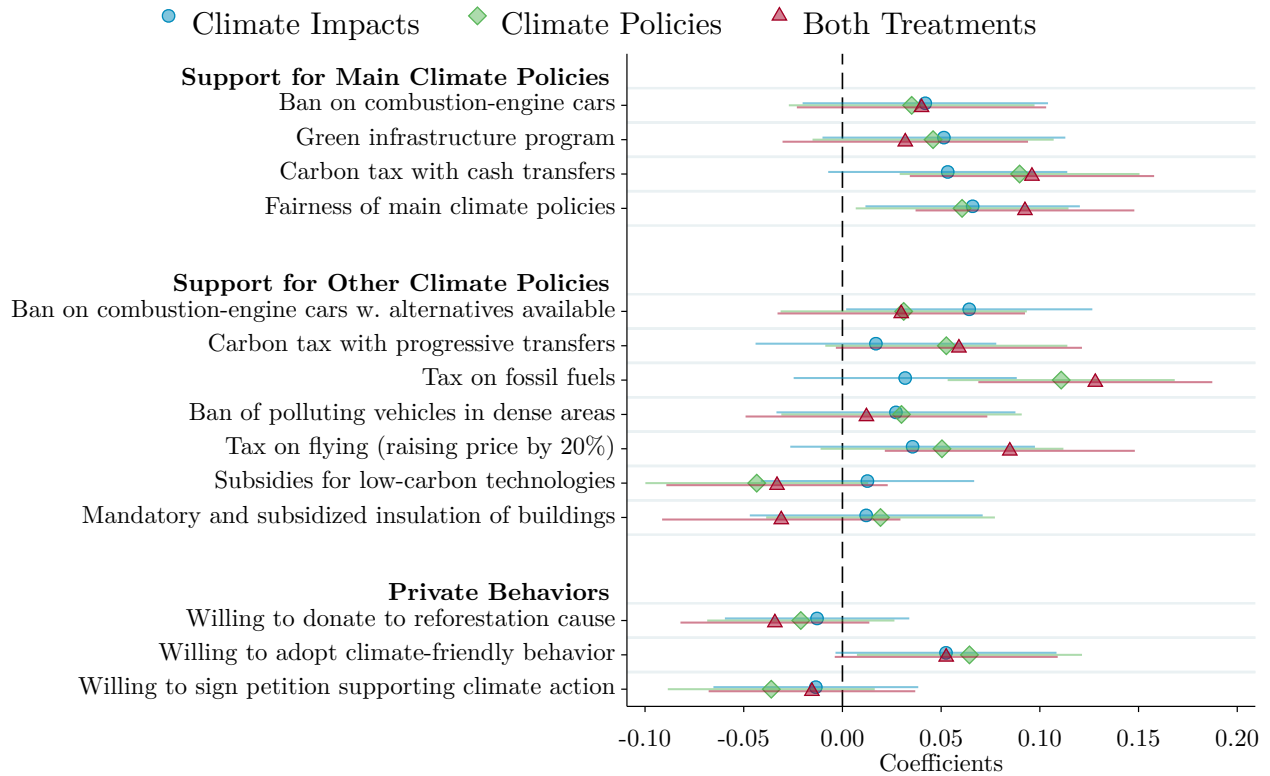 Climate Impacts Climate Policies Both Treatments
Support for Main Climate Policies
Ban on combustion-engine cars
Green infrastructure program
Carbon tax with cash transfers
Fairness of main climate policies
Support for Other Climate Policies
Ban on combustion-engine cars w. alternatives available
Carbon tax with progressive transfers
Tax on fossil fuels
Ban of polluting vehicles in dense areas
Tax on flying (raising price by 20%)
Subsidies for low-carbon technologies
Mandatory and subsidized insulation of buildings
Private Behaviors
Willing to donate to reforestation cause
Willing to adopt climate-friendly behavior
Willing to sign petition supporting climate action
-0.10 -0.05 0.00 0.05 0.10 0.15 0.20
Coefficients